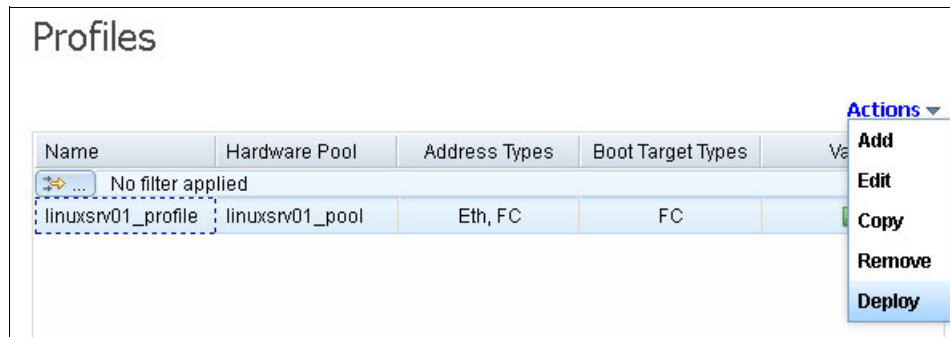 Profiles
Actions
Name Hardware Pool Address Types Boot Target Types Va
Add
... No filter applied
Edit
linuxsrv01_profile linuxsrv01_pool Eth, FC FC
Copy
Remove
Deploy